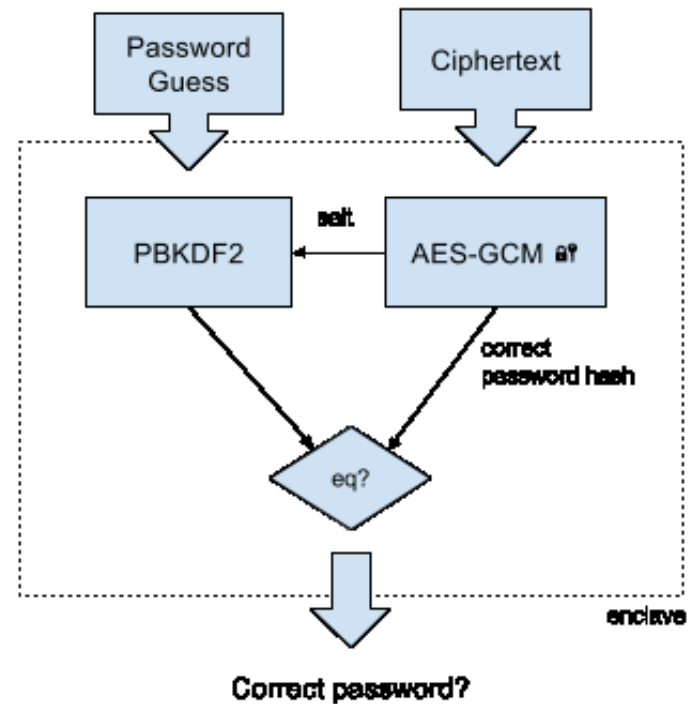 Password
Guess
Ciphertext
salt
PBKDF2
AES-GCM
correct
password hash
eq?
enclave
Correct password?